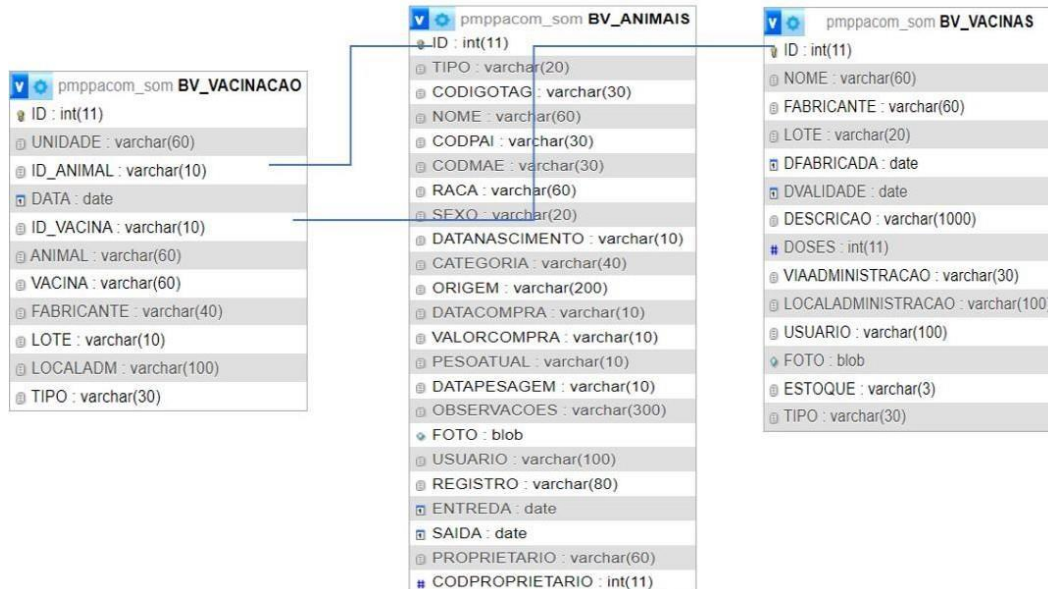 pmppacom_som BV_VACINACAO
ID : int(11)
UNIDADE : varchar(60)
ID_ANIMAL : varchar(10)
DATA : date
ID_VACINA : varchar(10)
ANIMAL : varchar(60)
VACINA : varchar(60)
FABRICANTE : varchar(40)
LOTE : varchar(10)
LOCALADM : varchar(100)
TIPO : varchar(30)
pmppacom_som BV_ANIMAIS
ID : int(11)
TIPO : varchar(20)
CODIGOTAG : varchar(30)
NOME : varchar(60)
CODPAI : varchar(30)
CODMAE : varchar(30)
RACA : varchar(60)
SEXO : varchar(20)
DATANASCIMENTO : varchar(10)
CATEGORIA : varchar(40)
ORIGEM : varchar(200)
DATACOMPRA : varchar(10)
VALORCOMPRA : varchar(10)
PESOATUAL : varchar(10)
DATAPESAGEM : varchar(10)
OBSERVACOES : varchar(300)
FOTO : blob
USUARIO : varchar(100)
REGISTRO : varchar(80)
ENTREDA : date
SAIDA : date
PROPRIETARIO : varchar(60)
# CODPROPRIETARIO : int(11)
pmppacom_som BV_VACINAS
ID : int(11)
NOME : varchar(60)
FABRICANTE : varchar(60)
LOTE : varchar(20)
DFABRICADA : date
DVALIDADE : date
DESCRICAO : varchar(1000)
# DOSES : int(11)
VIAADMINISTRACAO : varchar(30)
LOCALADMINISTRACAO : varchar(100)
USUARIO : varchar(100)
FOTO : blob
ESTOQUE : varchar(3)
TIPO : varchar(30)